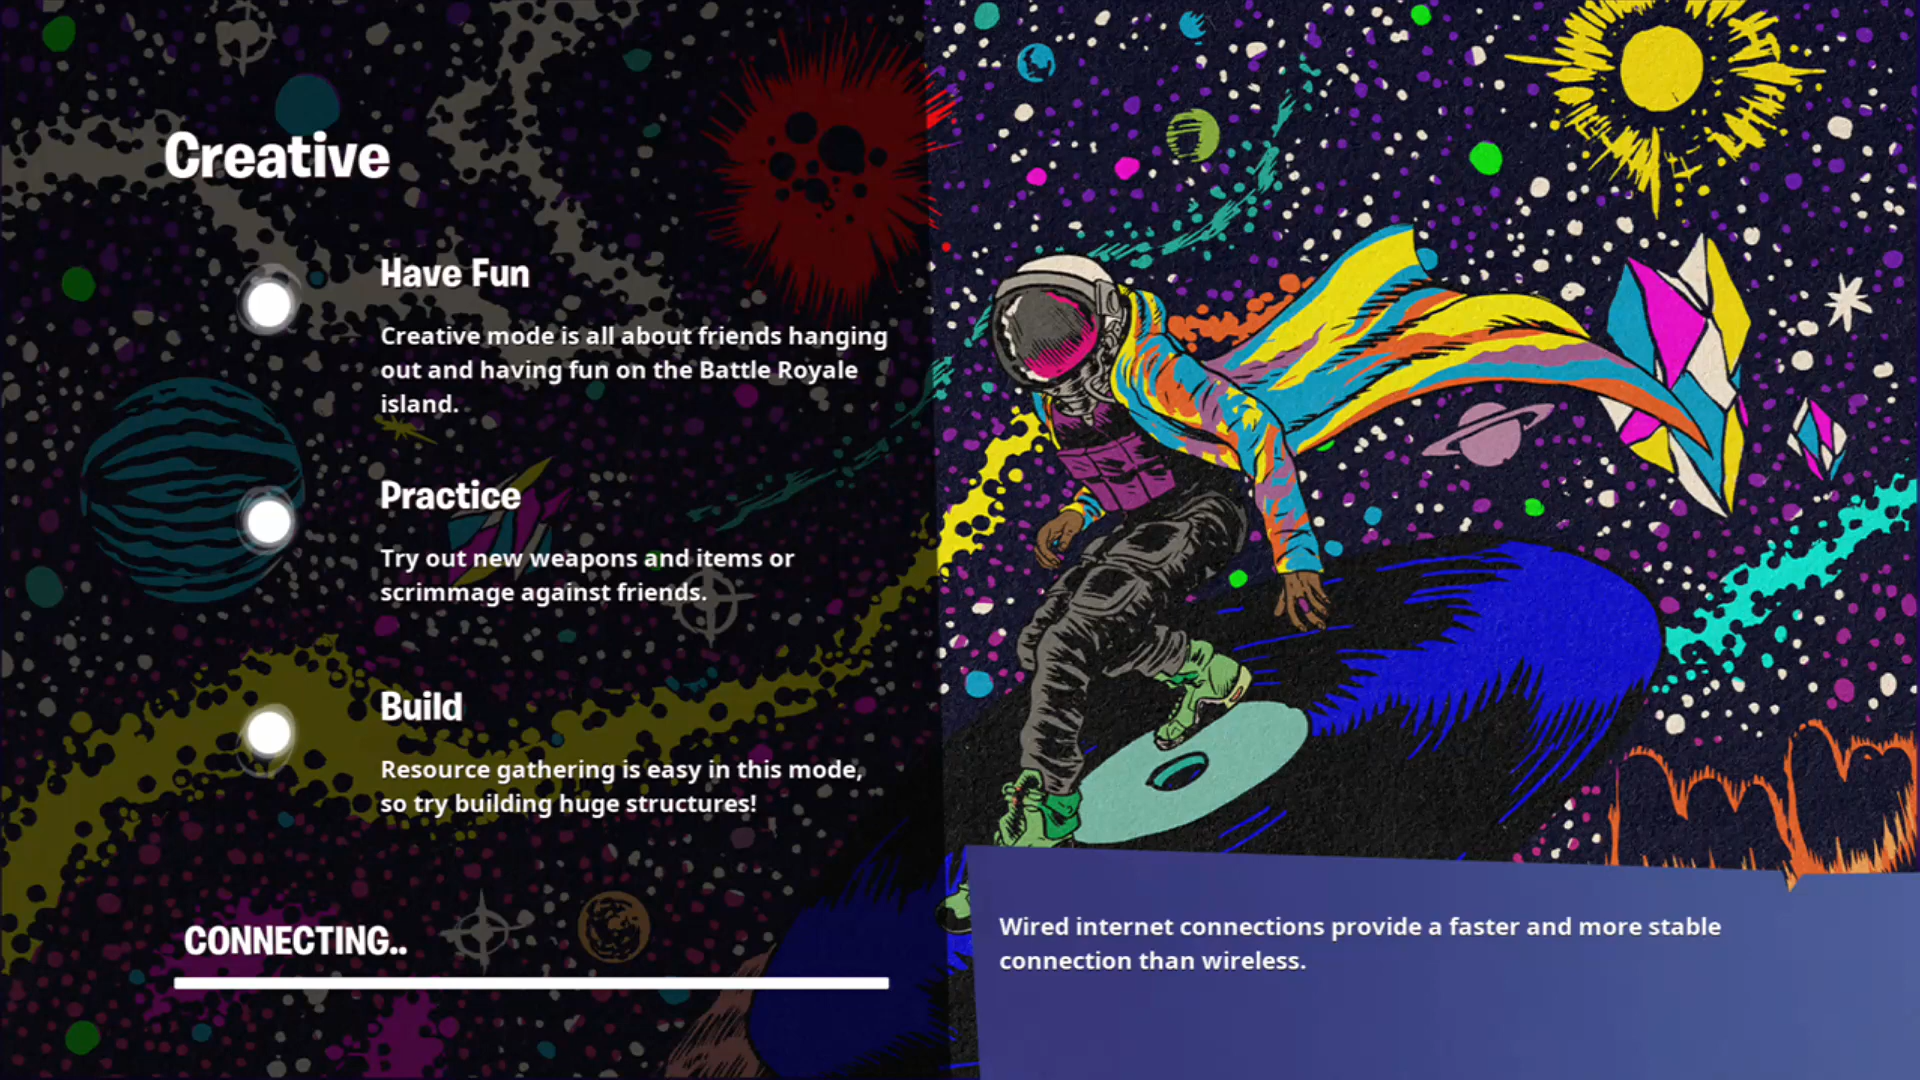 Creative
Have Fun
Creative mode is all about friends hanging
out and having fun on the Battle Royale
island.
Practice
Try out new weapons and items or
scrimmage against friends.
Build
Resource gathering is easy in this mode,
so try building huge structures!
CONNECTING..
Wired internet connections provide a faster and more stable
connection than wireless.